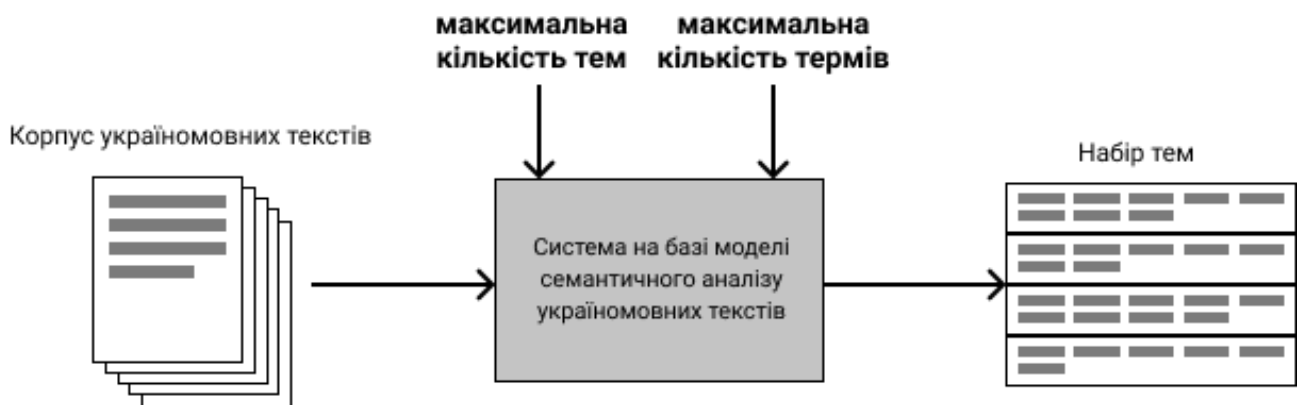 максимальна
кількість тем
максимальна
кількість термів
Корпус україномовних текстів
Набір тем
Система на базі моделі
семантичного аналізу
україномовних текстів